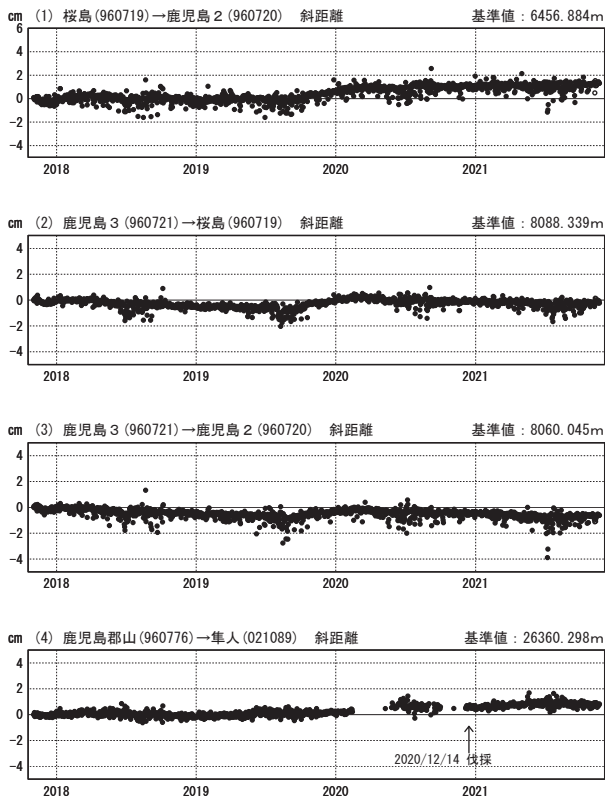 cm (1) 桜島(960719)→鹿児島2(960720) 斜距離 基準値：6456.884m
6
4
2
0
−2
−4
2018 2019 2020 2021
cm (2) 鹿児島3(960721)→桜島(960719) 斜距離 基準値：8088.339m
4
2
0
−2
−4
2018 2019 2020 2021
cm (3) 鹿児島3(960721)→鹿児島2(960720) 斜距離 基準値：8060.045m
4
2
0
−2
−4
2018 2019 2020 2021
cm (4) 鹿児島郡山(960776)→隼人(021089) 斜距離 基準値：26360.298m
4
2
0
−2
−4
2020/12/14 伐採
2018 2019 2020 2021